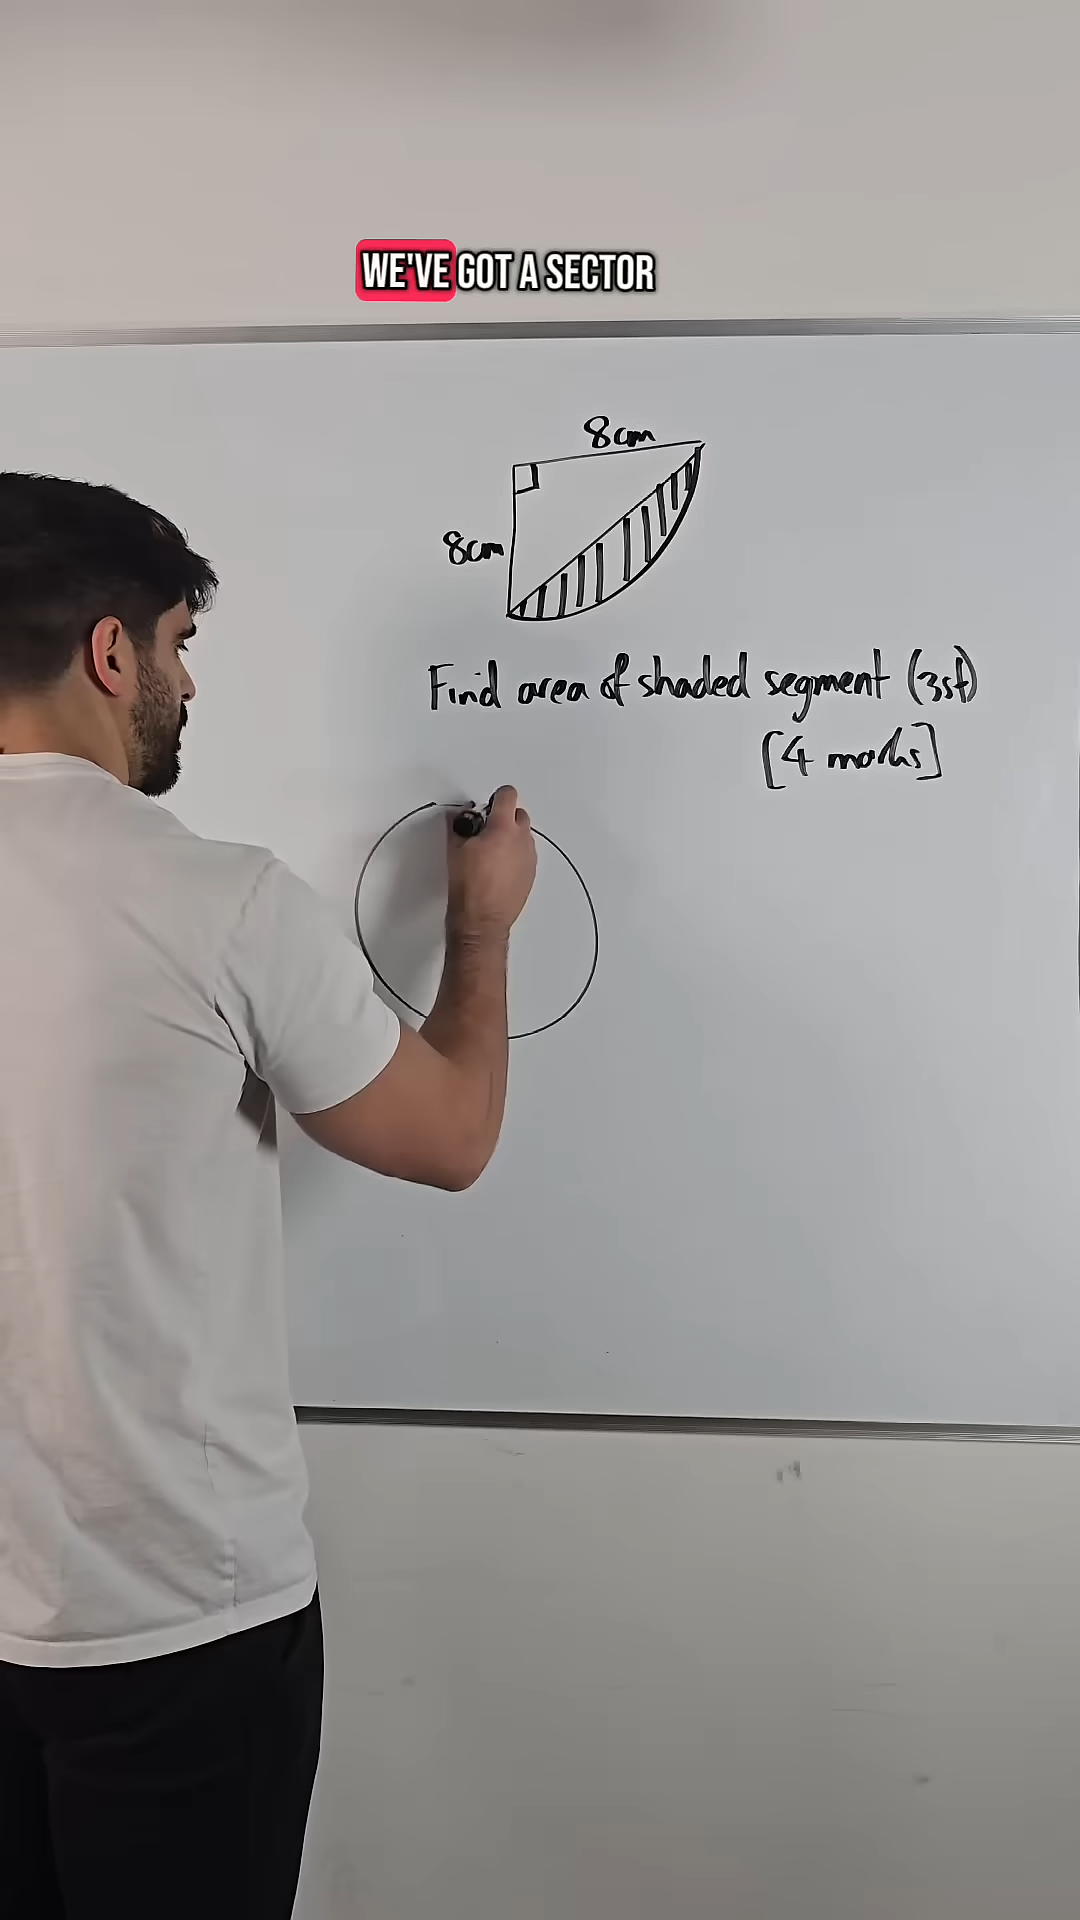 WE'VE GOT A SECTOR
8cm
8cm
Find area of shaded segment (3sf)
[4 marks]